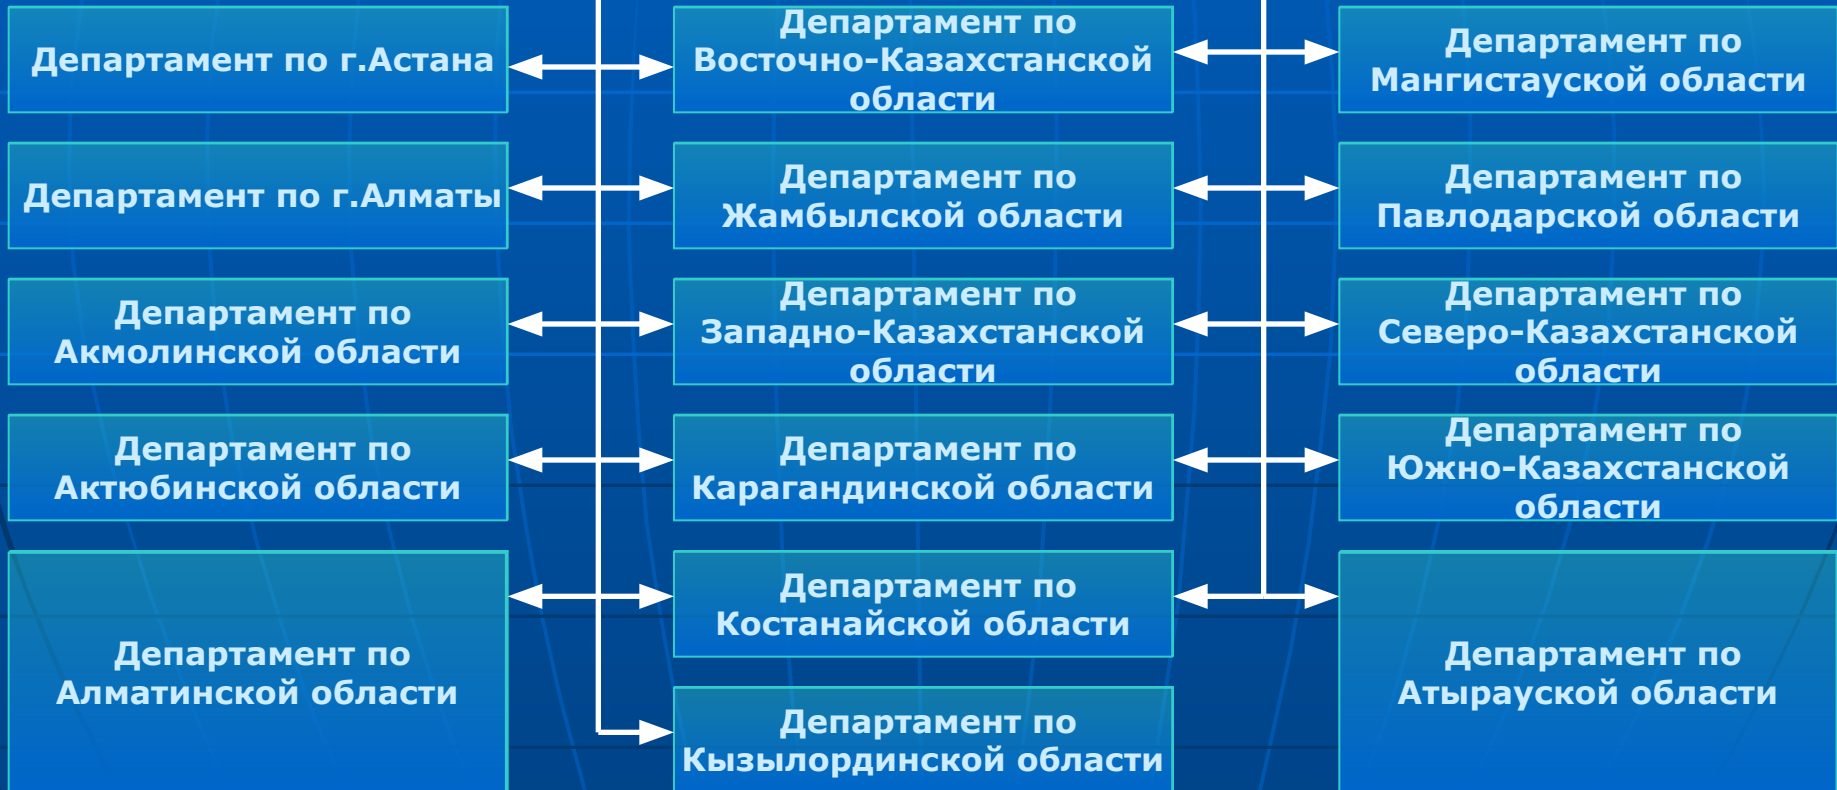 Департамент по г.Астана
Департамент по
Восточно-Казахстанской
области
Департамент по
Мангистауской области
Департамент по г.Алматы
Департамент по
Жамбылской области
Департамент по
Павлодарской области
Департамент по
Акмолинской области
Департамент по
Западно-Казахстанской
области
Департамент по
Северо-Казахстанской
области
Департамент по
Актюбинской области
Департамент по
Карагандинской области
Департамент по
Южно-Казахстанской
области
Департамент по
Алматинской области
Департамент по
Костанайской области
Департамент по
Атырауской области
Департамент по
Кызылординской области